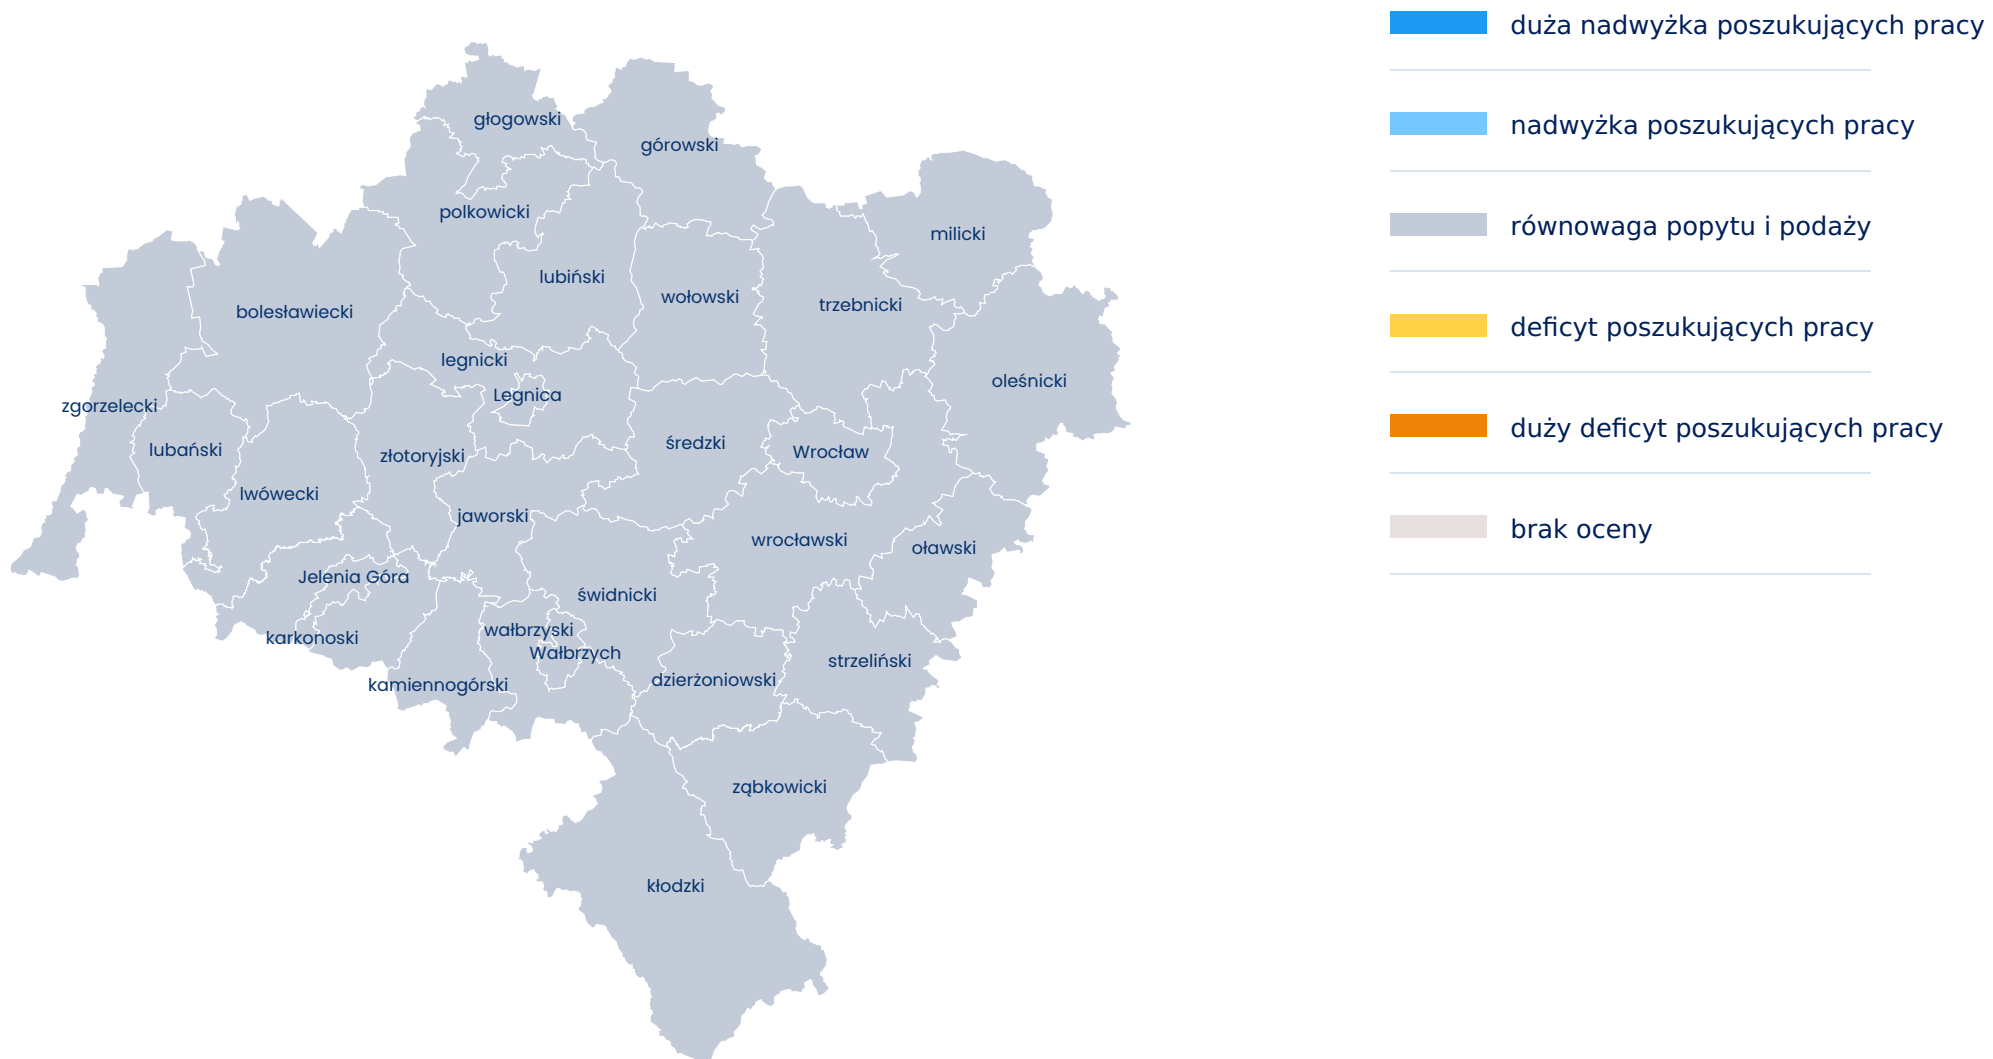 duża nadwyżka poszukujących pracy
nadwyżka poszukujących pracy
równowaga popytu i podaży
deficyt poszukujących pracy
duży deficyt poszukujących pracy
brak oceny
głogowski
górowski
polkowicki
milicki
lubiński
wołowski
trzebnicki
bolesławiecki
legnicki
oleśnicki
Legnica
zgorzelecki
średzki
lubański
Wrocław
złotoryjski
lwówecki
jaworski
wrocławski
oławski
Jelenia Góra
świdnicki
wałbrzyski
karkonoski
Wałbrzych
strzeliński
dzierżoniowski
kamiennogórski
ząbkowicki
kłodzki